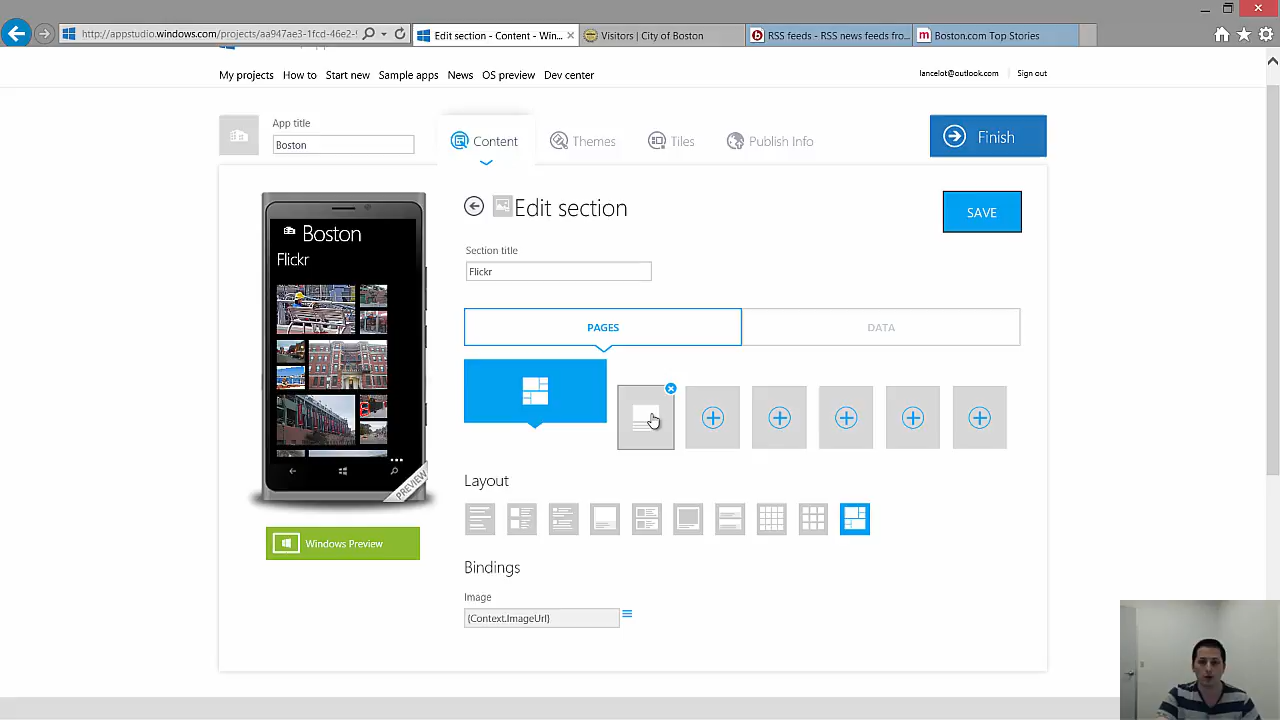 http://appstudio.windows.com/projects/aa947ae3-1fcd-46e2-
Edit section - Content - Win...
Visitors | City of Boston
RSS feeds - RSS news feeds fro...
Boston.com Top Stories
My projects How to Start new Sample apps News OS preview Dev center
lancelot@outlook.com Sign out
App title
Boston
Content
Themes
Tiles
Publish Info
Finish
Edit section
SAVE
Section title
Flickr
PAGES
DATA
Boston
Flickr
PREVIEW
Windows Preview
Layout
Bindings
Image
{Context.ImageUrl}